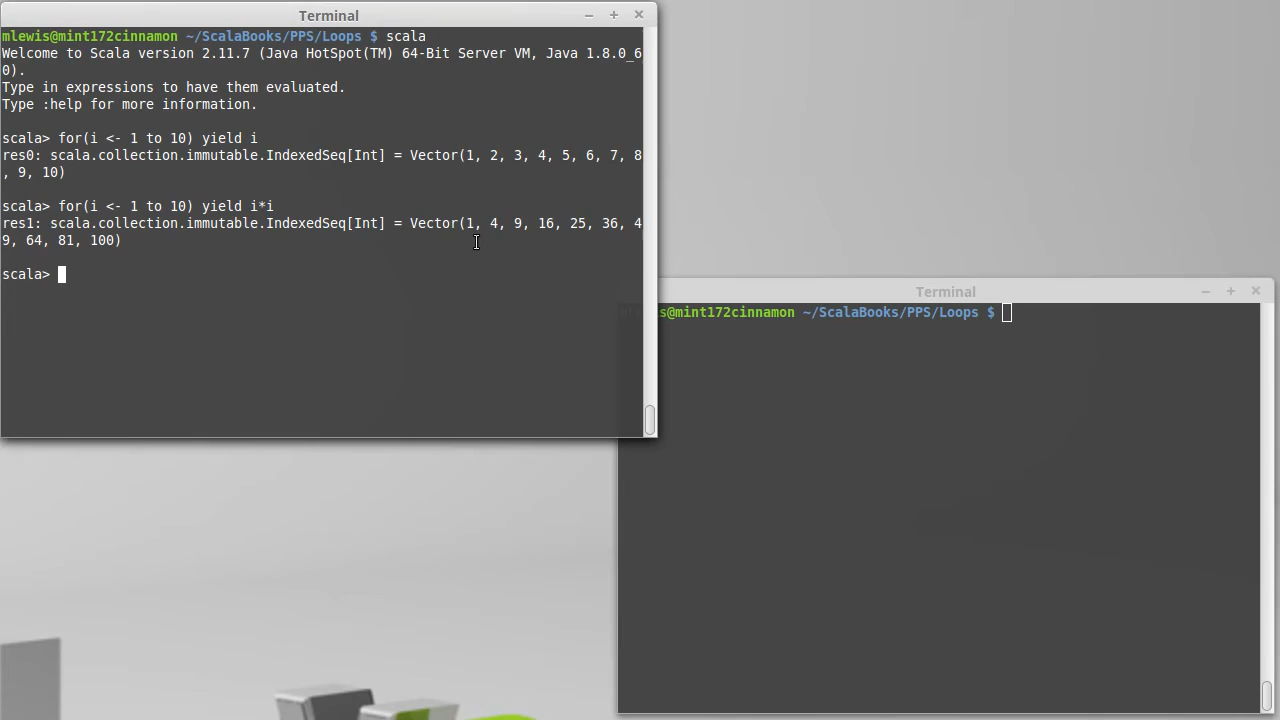 Terminal
mlewis@mint172cinnamon ~/ScalaBooks/PPS/Loops $ scala
Welcome to Scala version 2.11.7 (Java HotSpot(TM) 64-Bit Server VM, Java 1.8.0_6
0).
Type in expressions to have them evaluated.
Type :help for more information.
scala> for(i <- 1 to 10) yield i
res0: scala.collection.immutable.IndexedSeq[Int] = Vector(1, 2, 3, 4, 5, 6, 7, 8
, 9, 10)
scala> for(i <- 1 to 10) yield i*i
res1: scala.collection.immutable.IndexedSeq[Int] = Vector(1, 4, 9, 16, 25, 36, 4
9, 64, 81, 100)
scala>
Terminal
s@mint172cinnamon ~/ScalaBooks/PPS/Loops $